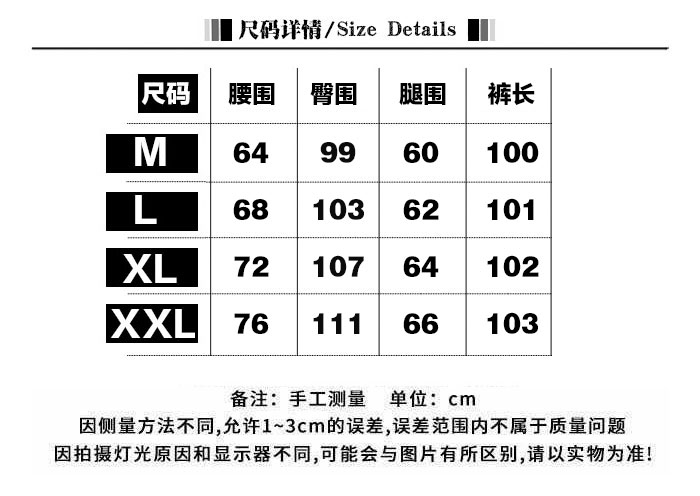 尺码详情/Size Details
尺码 腰围 臀围 腿围 裤长
M 64 99 60 100
L 68 103 62 101
XL 72 107 64 102
XXL 76 111 66 103
备注：手工测量 单位：cm
因侧量方法不同,允许1~3cm的误差,误差范围内不属于质量问题
因拍摄灯光原因和显示器不同,可能会与图片有所区别,请以实物为准!